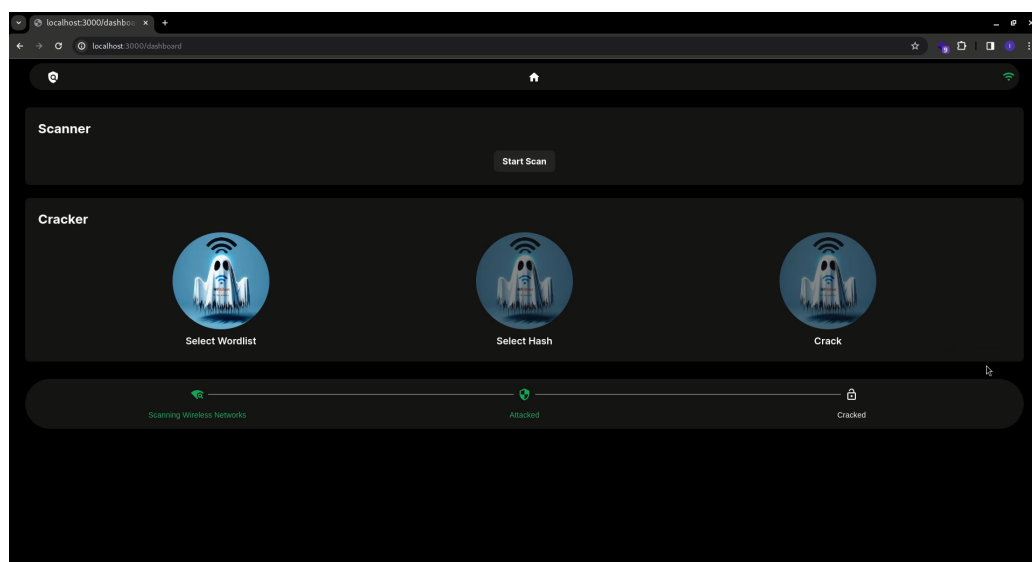 localhost:3000/dashboa
localhost:3000/dashboard
9
Scanner
Start Scan
Cracker
Select Wordlist
Select Hash
Crack
Scanning Wireless Networks
Attacked
Cracked